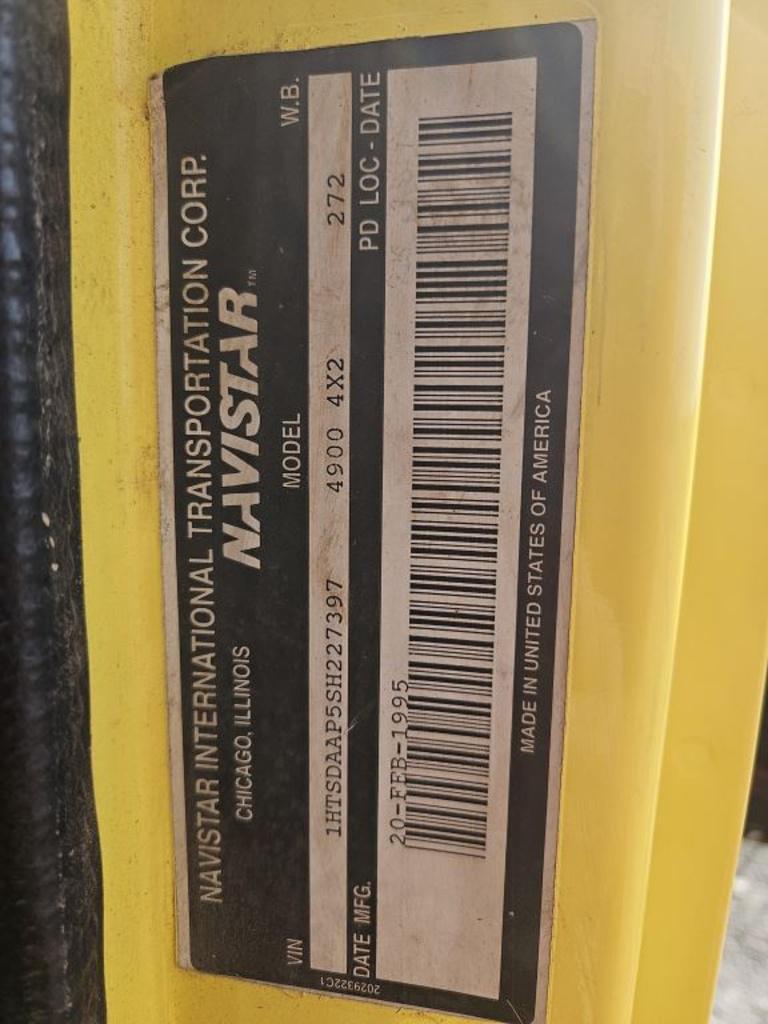 NAVISTAR INTERNATIONAL TRANSPORTATION CORP.
CHICAGO, ILLINOIS NAVISTAR™
VIN MODEL W.B.
1HTSDAAP5SH227397 4900 4X2 272
DATE MFG. PD LOC - DATE
20-FEB-1995
MADE IN UNITED STATES OF AMERICA
2029322C1